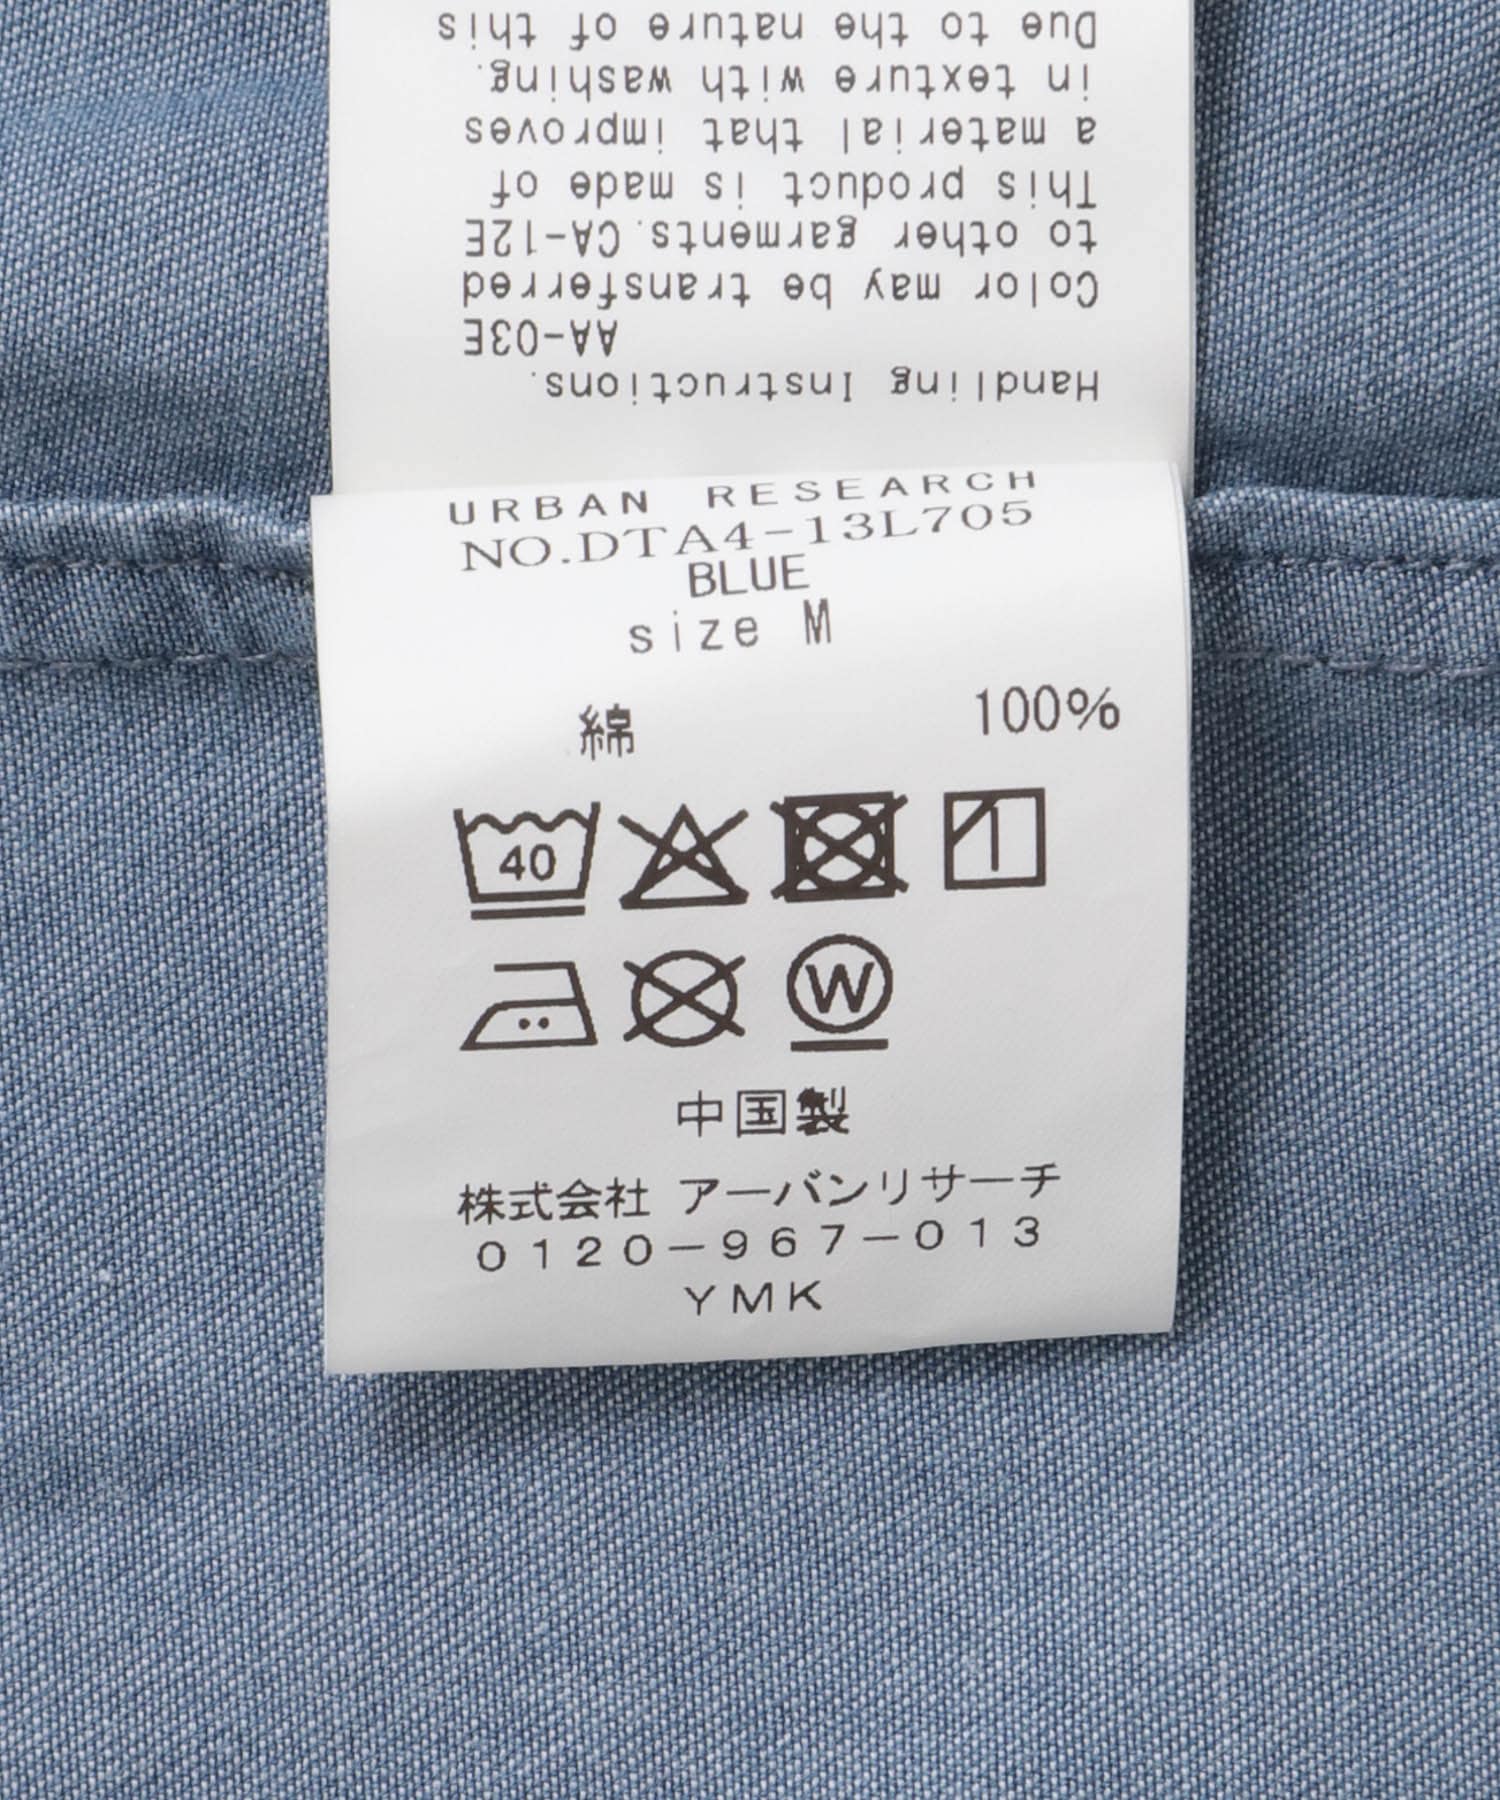 Handling Instructions.
AA-03E
Color may be transferred
to other garments. CA-12E
This product is made of
a material that improves
in texture with washing.
Due to the nature of this
URBAN RESEARCH
NO.DTA4-13L705
BLUE
size M
綿 100%
40
W
中国製
株式会社 アーバンリサーチ
0120-967-013
YMK